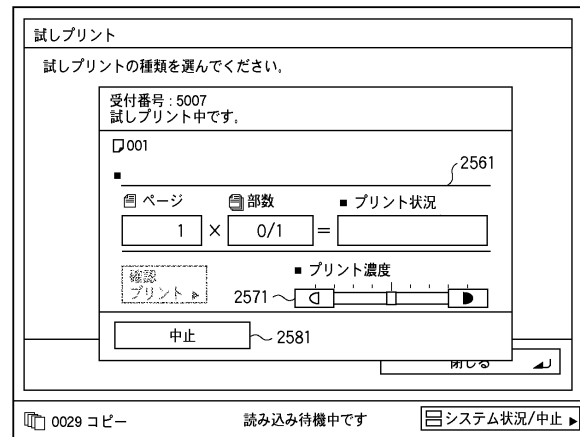 試しプリント
試しプリントの種類を選んでください。
受付番号 : 5007
試しプリント中です。
001
2561
■
ページ
部数
■ プリント状況
1 × 0/1 =
確認
プリント ▶
■ プリント濃度
2571
中止
2581
閉じる
0029 コピー
読み込み待機中です
システム状況/中止 ▶